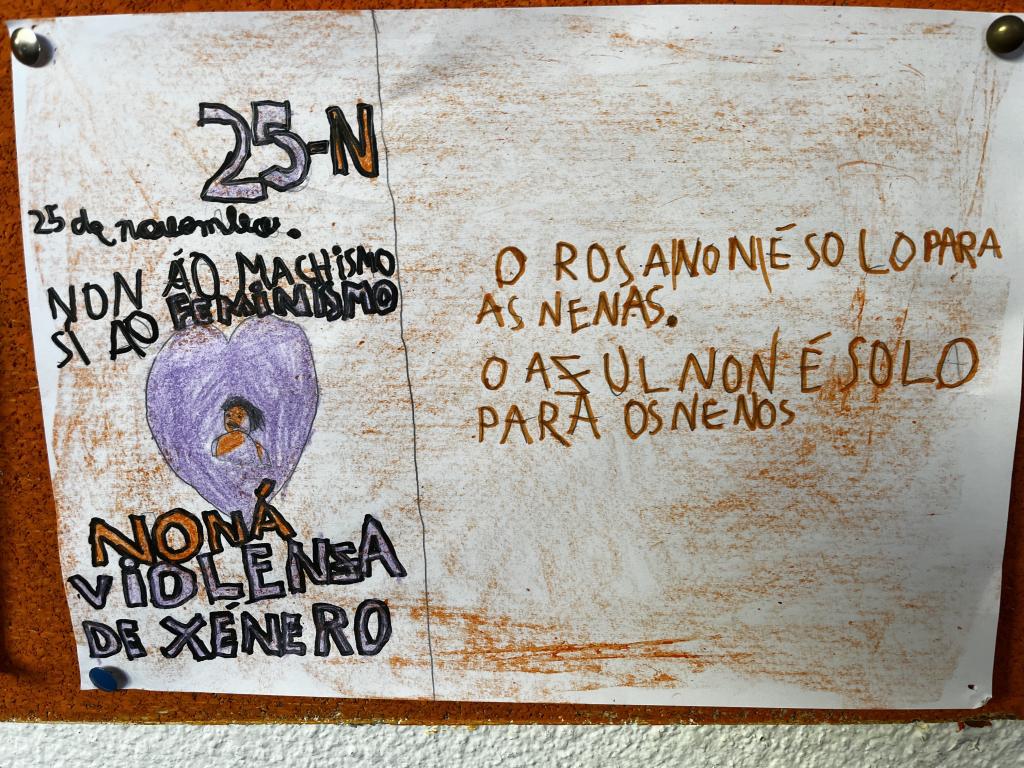 25-N
25 de novembro.
NON ÁO MACHISMO
SI AO FEMINISMO
NON Á
VIOLENSA
DE XÉNERO
O ROSA NON É SOLO PARA
AS NENAS.
O AZUL NON É SOLO
PARA OS NENOS